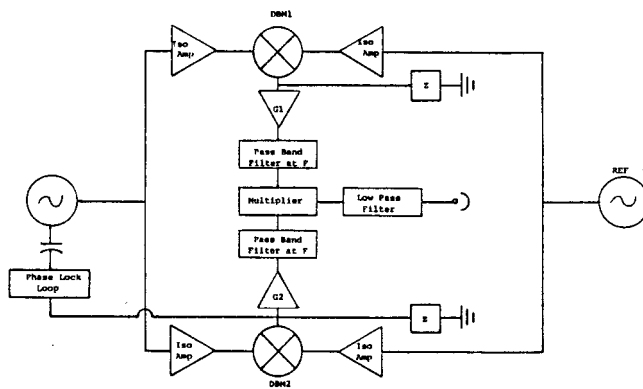 DBM1
Iso
Amp
Iso
Amp
Z
G1
Pass Band
Filter at F
REF
Multiplier
Low Pass
Filter
Pass Band
Filter at F
Phase Lock
Loop
G2
Z
Iso
Amp
Iso
Amp
DBM2